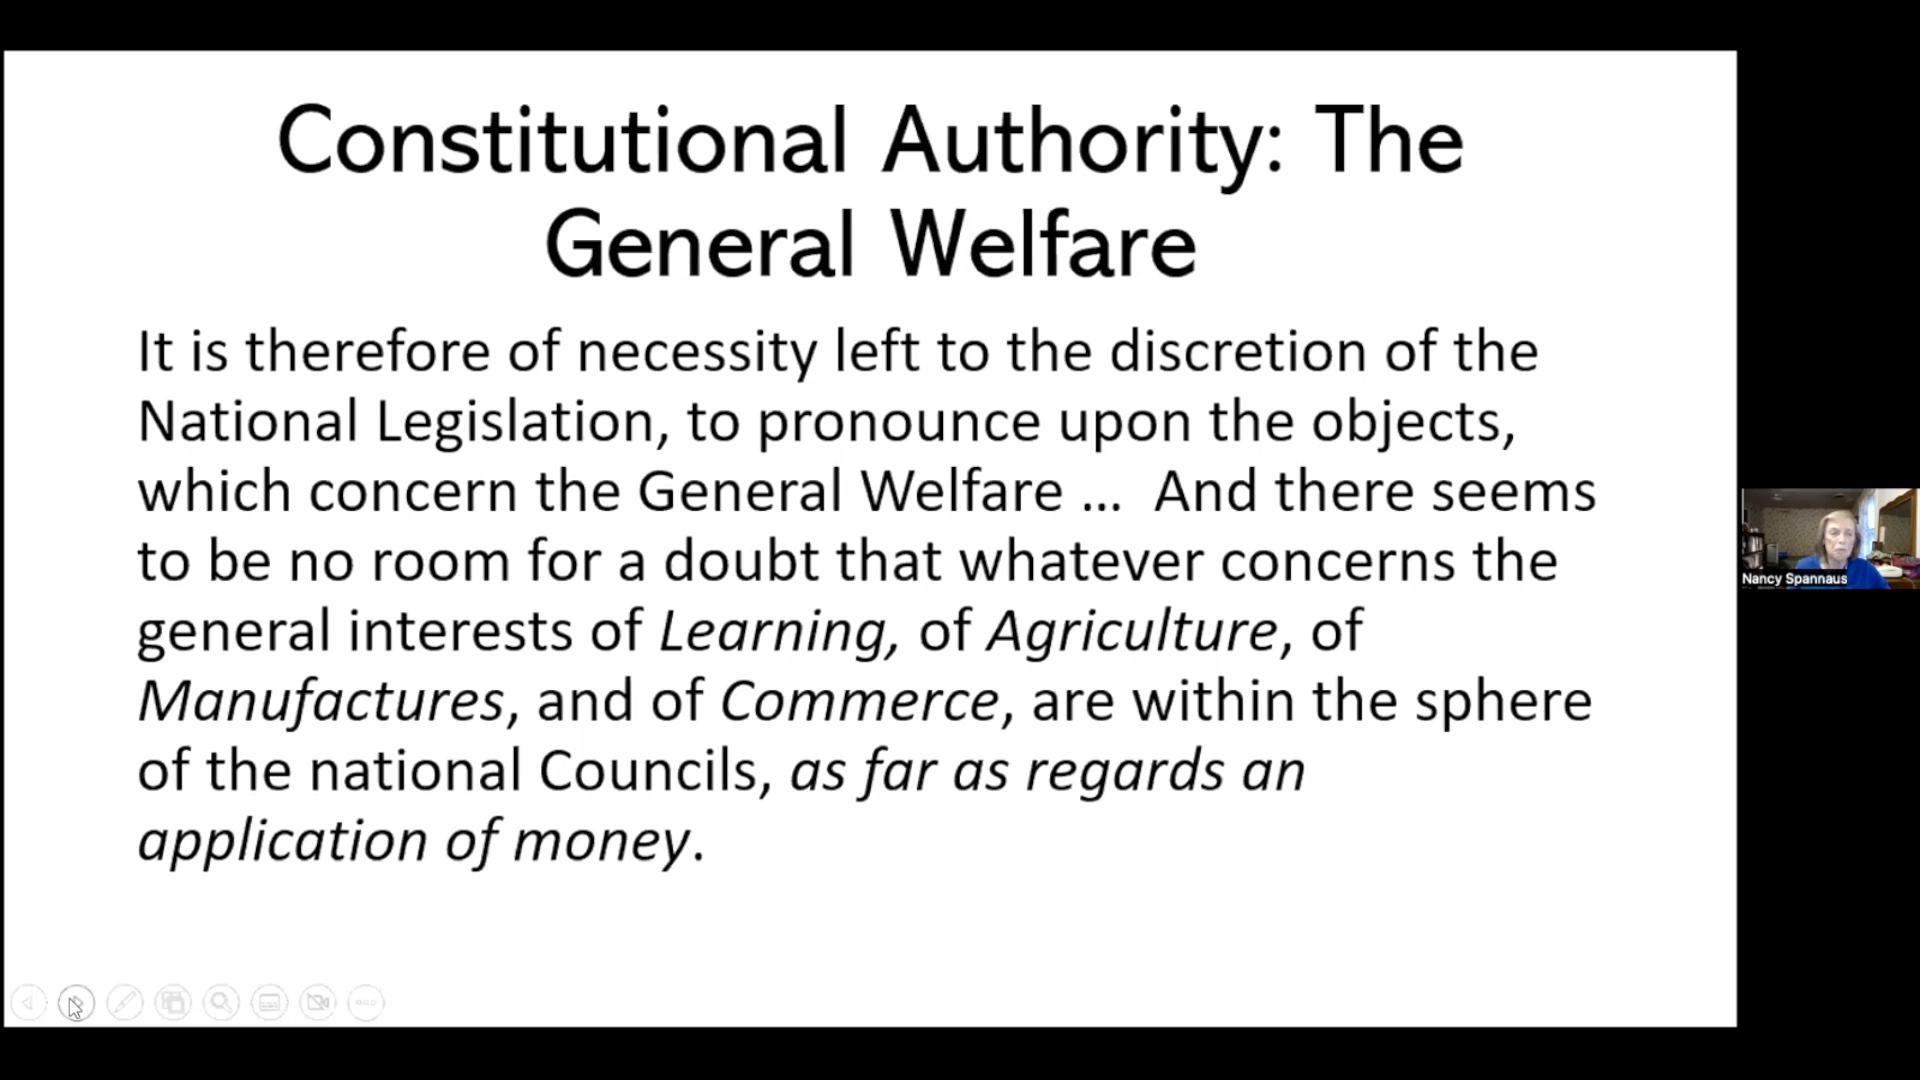 Constitutional Authority: The
General Welfare
It is therefore of necessity left to the discretion of the
National Legislation, to pronounce upon the objects,
which concern the General Welfare ... And there seems
to be no room for a doubt that whatever concerns the
general interests of Learning, of Agriculture, of
Manufactures, and of Commerce, are within the sphere
of the national Councils, as far as regards an
application of money.
Nancy Spannaus